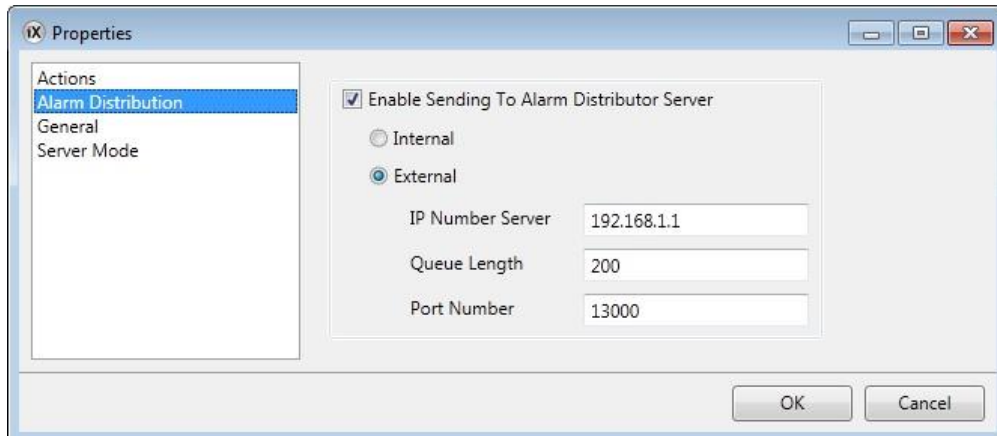 iX Properties
Actions
Alarm Distribution
General
Server Mode
Enable Sending To Alarm Distributor Server
Internal
External
IP Number Server 192.168.1.1
Queue Length 200
Port Number 13000
OK Cancel